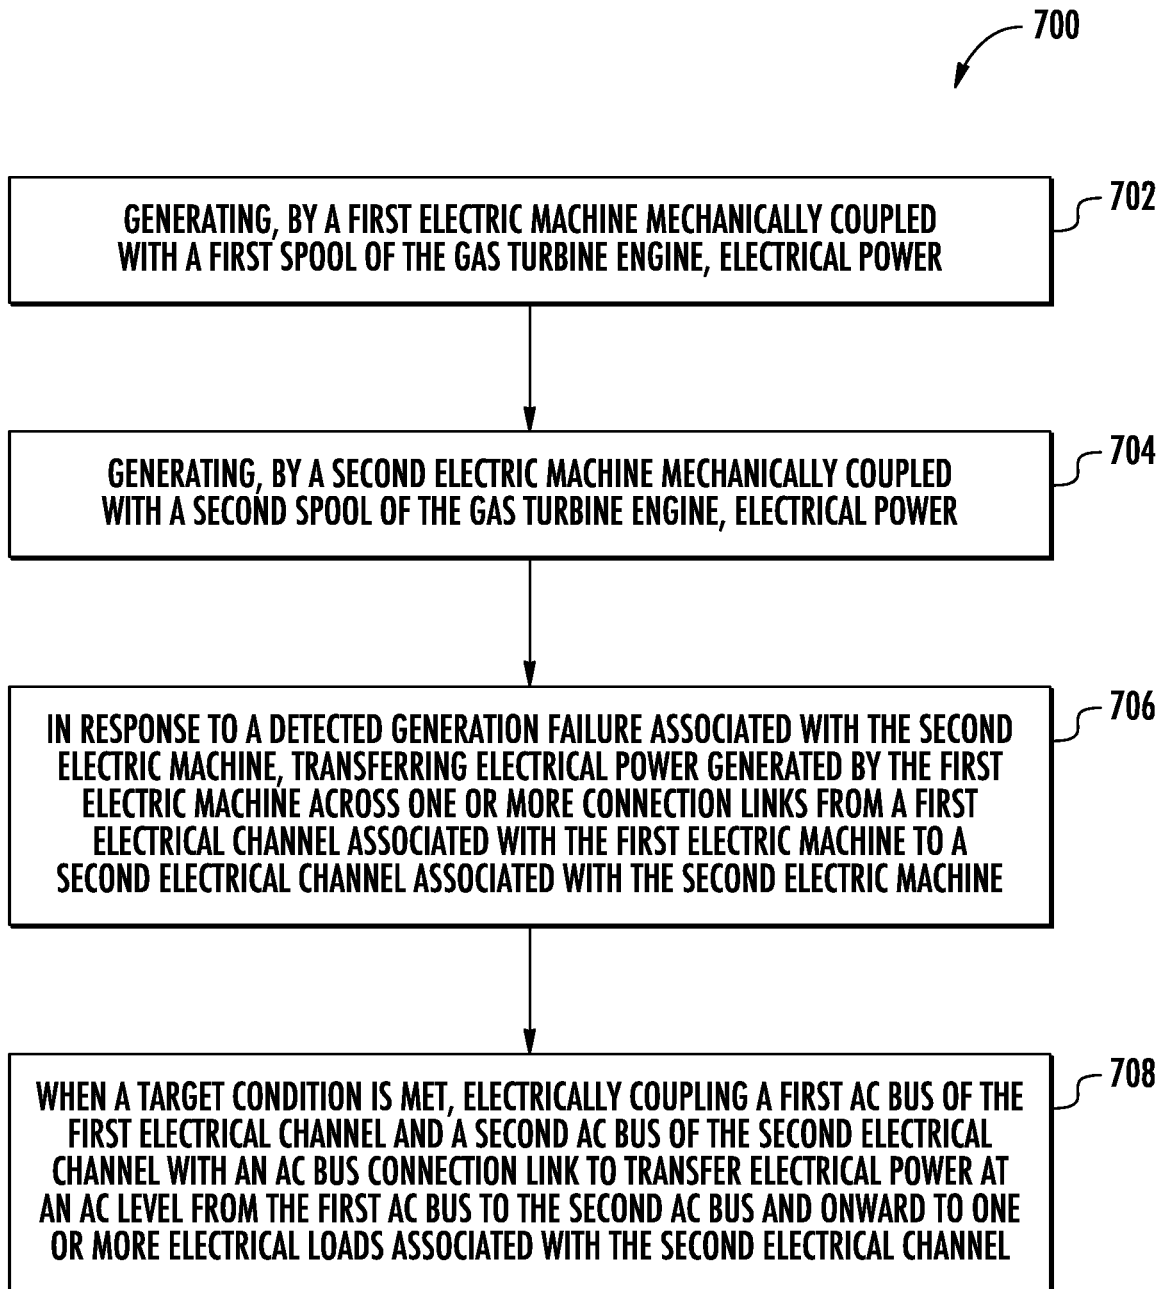 700
GENERATING, BY A FIRST ELECTRIC MACHINE MECHANICALLY COUPLED
WITH A FIRST SPOOL OF THE GAS TURBINE ENGINE, ELECTRICAL POWER
702
GENERATING, BY A SECOND ELECTRIC MACHINE MECHANICALLY COUPLED
WITH A SECOND SPOOL OF THE GAS TURBINE ENGINE, ELECTRICAL POWER
704
IN RESPONSE TO A DETECTED GENERATION FAILURE ASSOCIATED WITH THE SECOND
ELECTRIC MACHINE, TRANSFERRING ELECTRICAL POWER GENERATED BY THE FIRST
ELECTRIC MACHINE ACROSS ONE OR MORE CONNECTION LINKS FROM A FIRST
ELECTRICAL CHANNEL ASSOCIATED WITH THE FIRST ELECTRIC MACHINE TO A
SECOND ELECTRICAL CHANNEL ASSOCIATED WITH THE SECOND ELECTRIC MACHINE
706
WHEN A TARGET CONDITION IS MET, ELECTRICALLY COUPLING A FIRST AC BUS OF THE
FIRST ELECTRICAL CHANNEL AND A SECOND AC BUS OF THE SECOND ELECTRICAL
CHANNEL WITH AN AC BUS CONNECTION LINK TO TRANSFER ELECTRICAL POWER AT
AN AC LEVEL FROM THE FIRST AC BUS TO THE SECOND AC BUS AND ONWARD TO ONE
OR MORE ELECTRICAL LOADS ASSOCIATED WITH THE SECOND ELECTRICAL CHANNEL
708